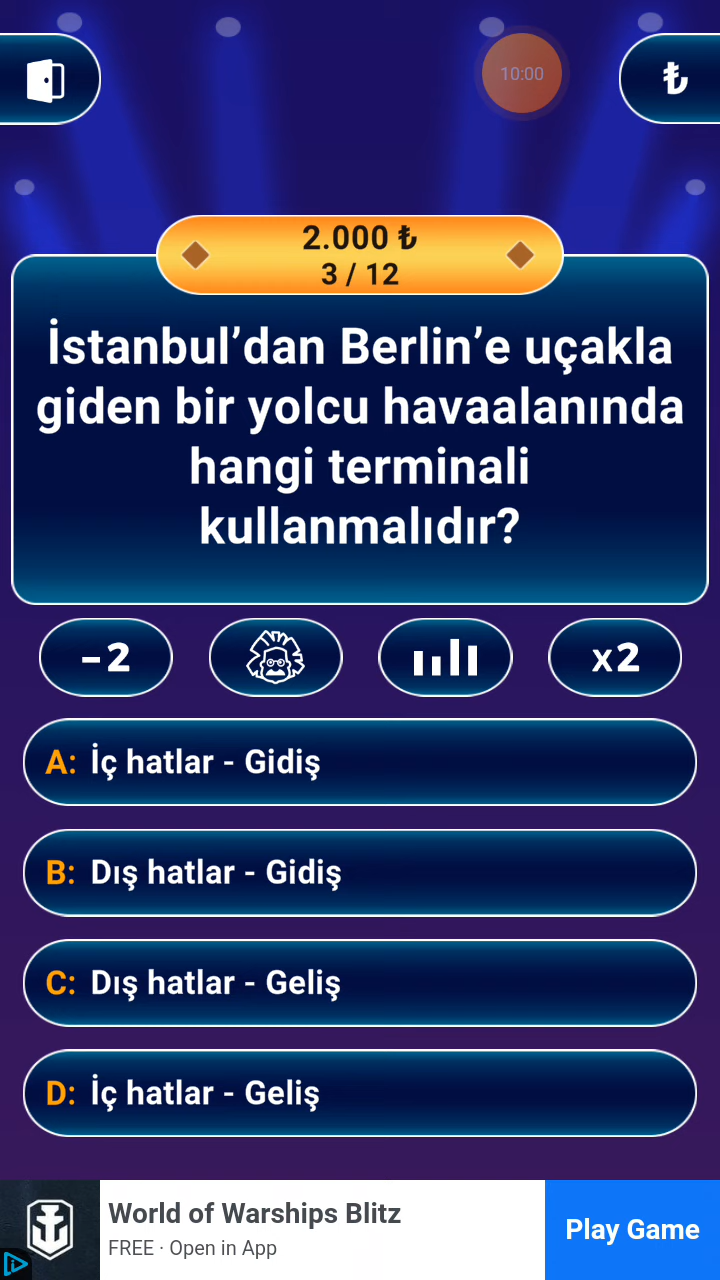 10:00
₺
2.000 ₺
3 / 12
İstanbul’dan Berlin’e uçakla
giden bir yolcu havaalanında
hangi terminali
kullanmalıdır?
-2
x2
A: İç hatlar - Gidiş
B: Dış hatlar - Gidiş
C: Dış hatlar - Geliş
D: İç hatlar - Geliş
World of Warships Blitz
FREE · Open in App
Play Game